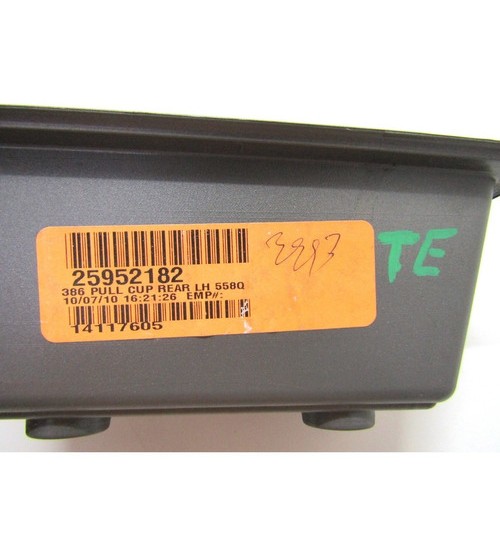 25952182
386 PULL CUP REAR LH 558Q
10/07/10 16:21:26 EMP#:
14117605
TE